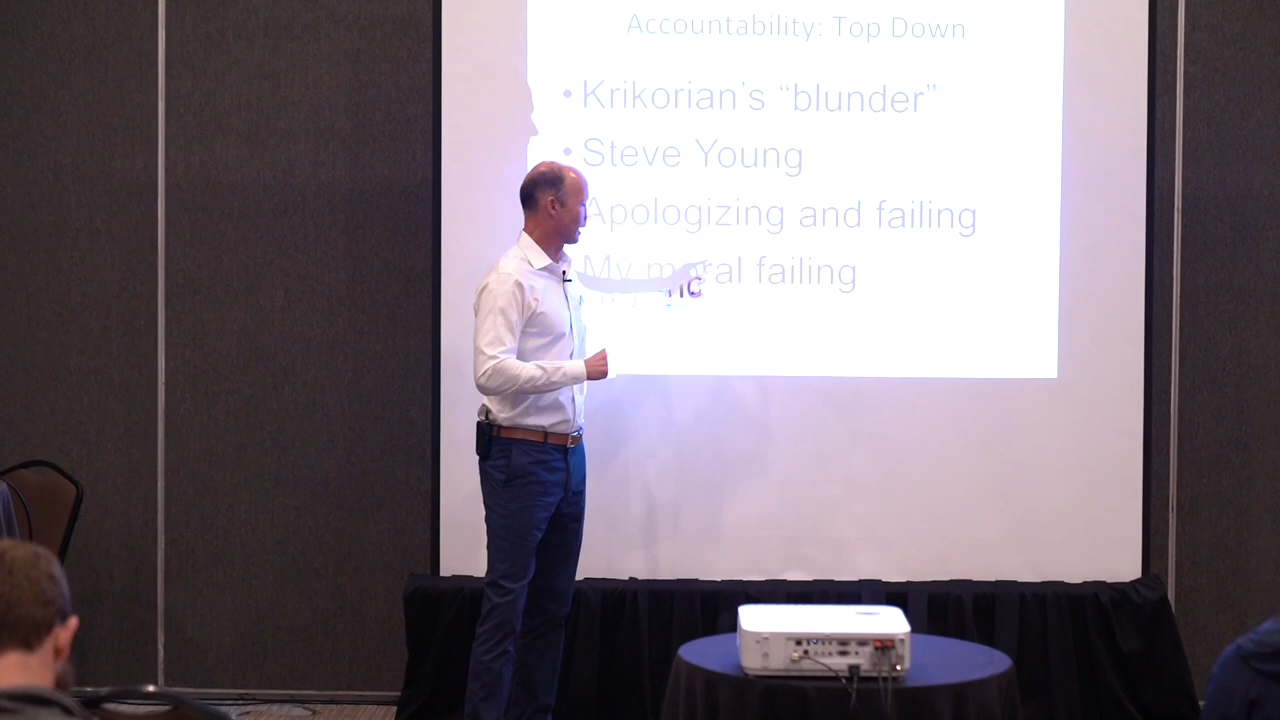 Accountability: Top Down
• Krikorian's “blunder”
• Steve Young
Apologizing and failing
My moral failing